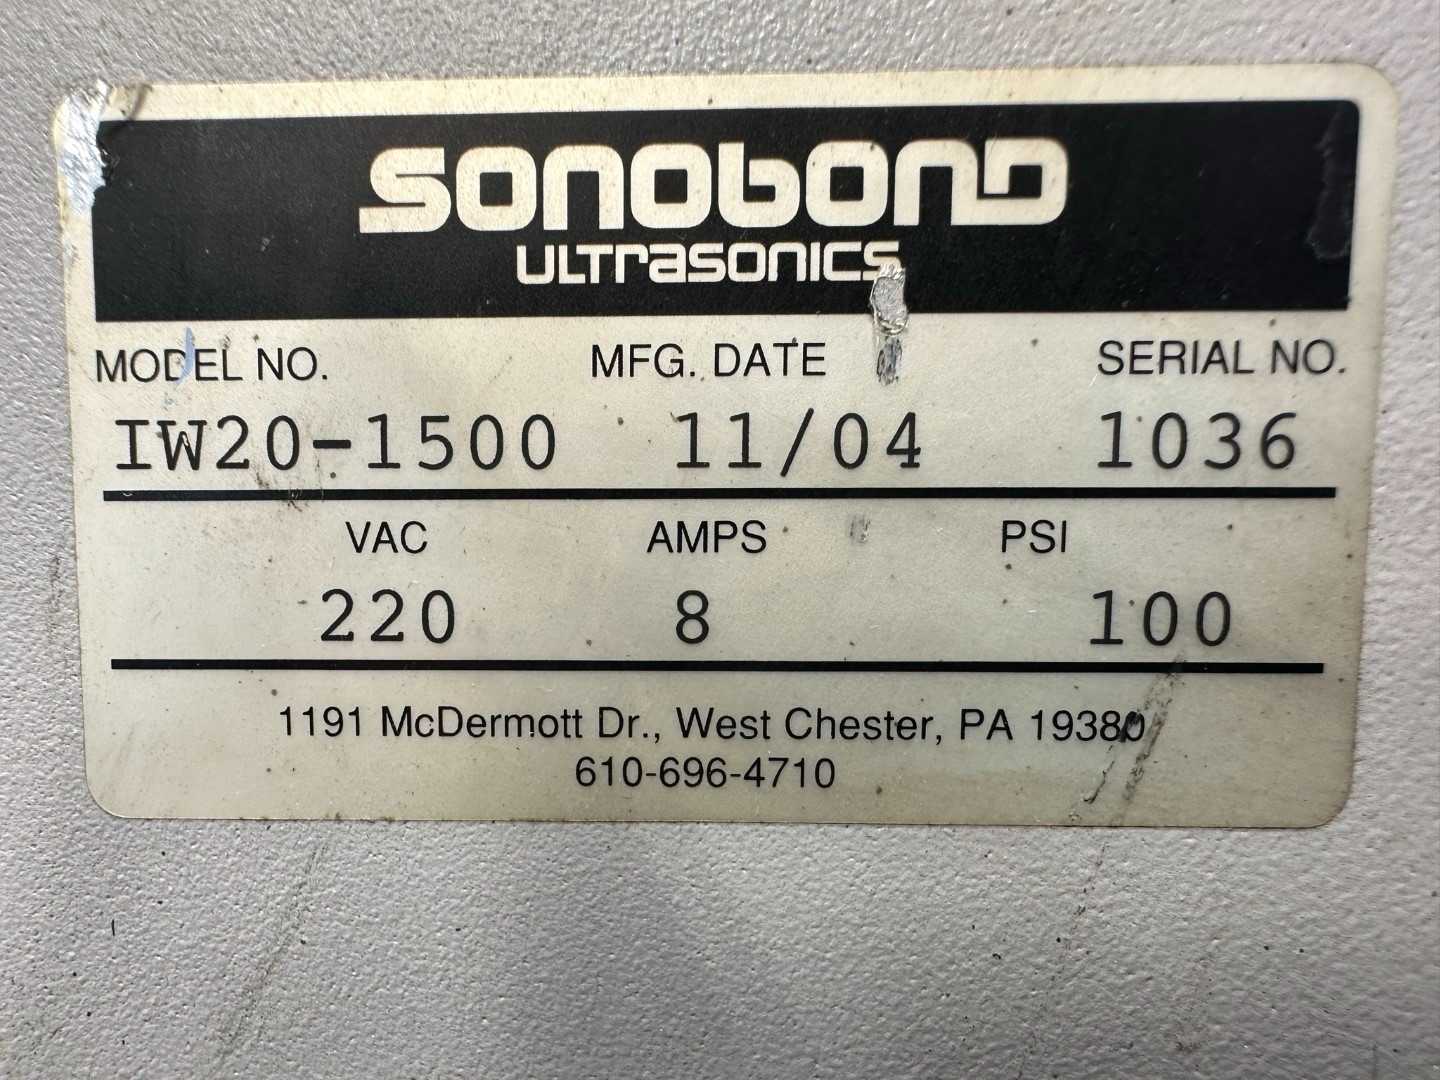 SONOBOND
ULTRASONICS
MODEL NO. MFG. DATE SERIAL NO.
IW20-1500 11/04 1036
VAC AMPS PSI
220 8 100
1191 McDermott Dr., West Chester, PA 19380
610-696-4710